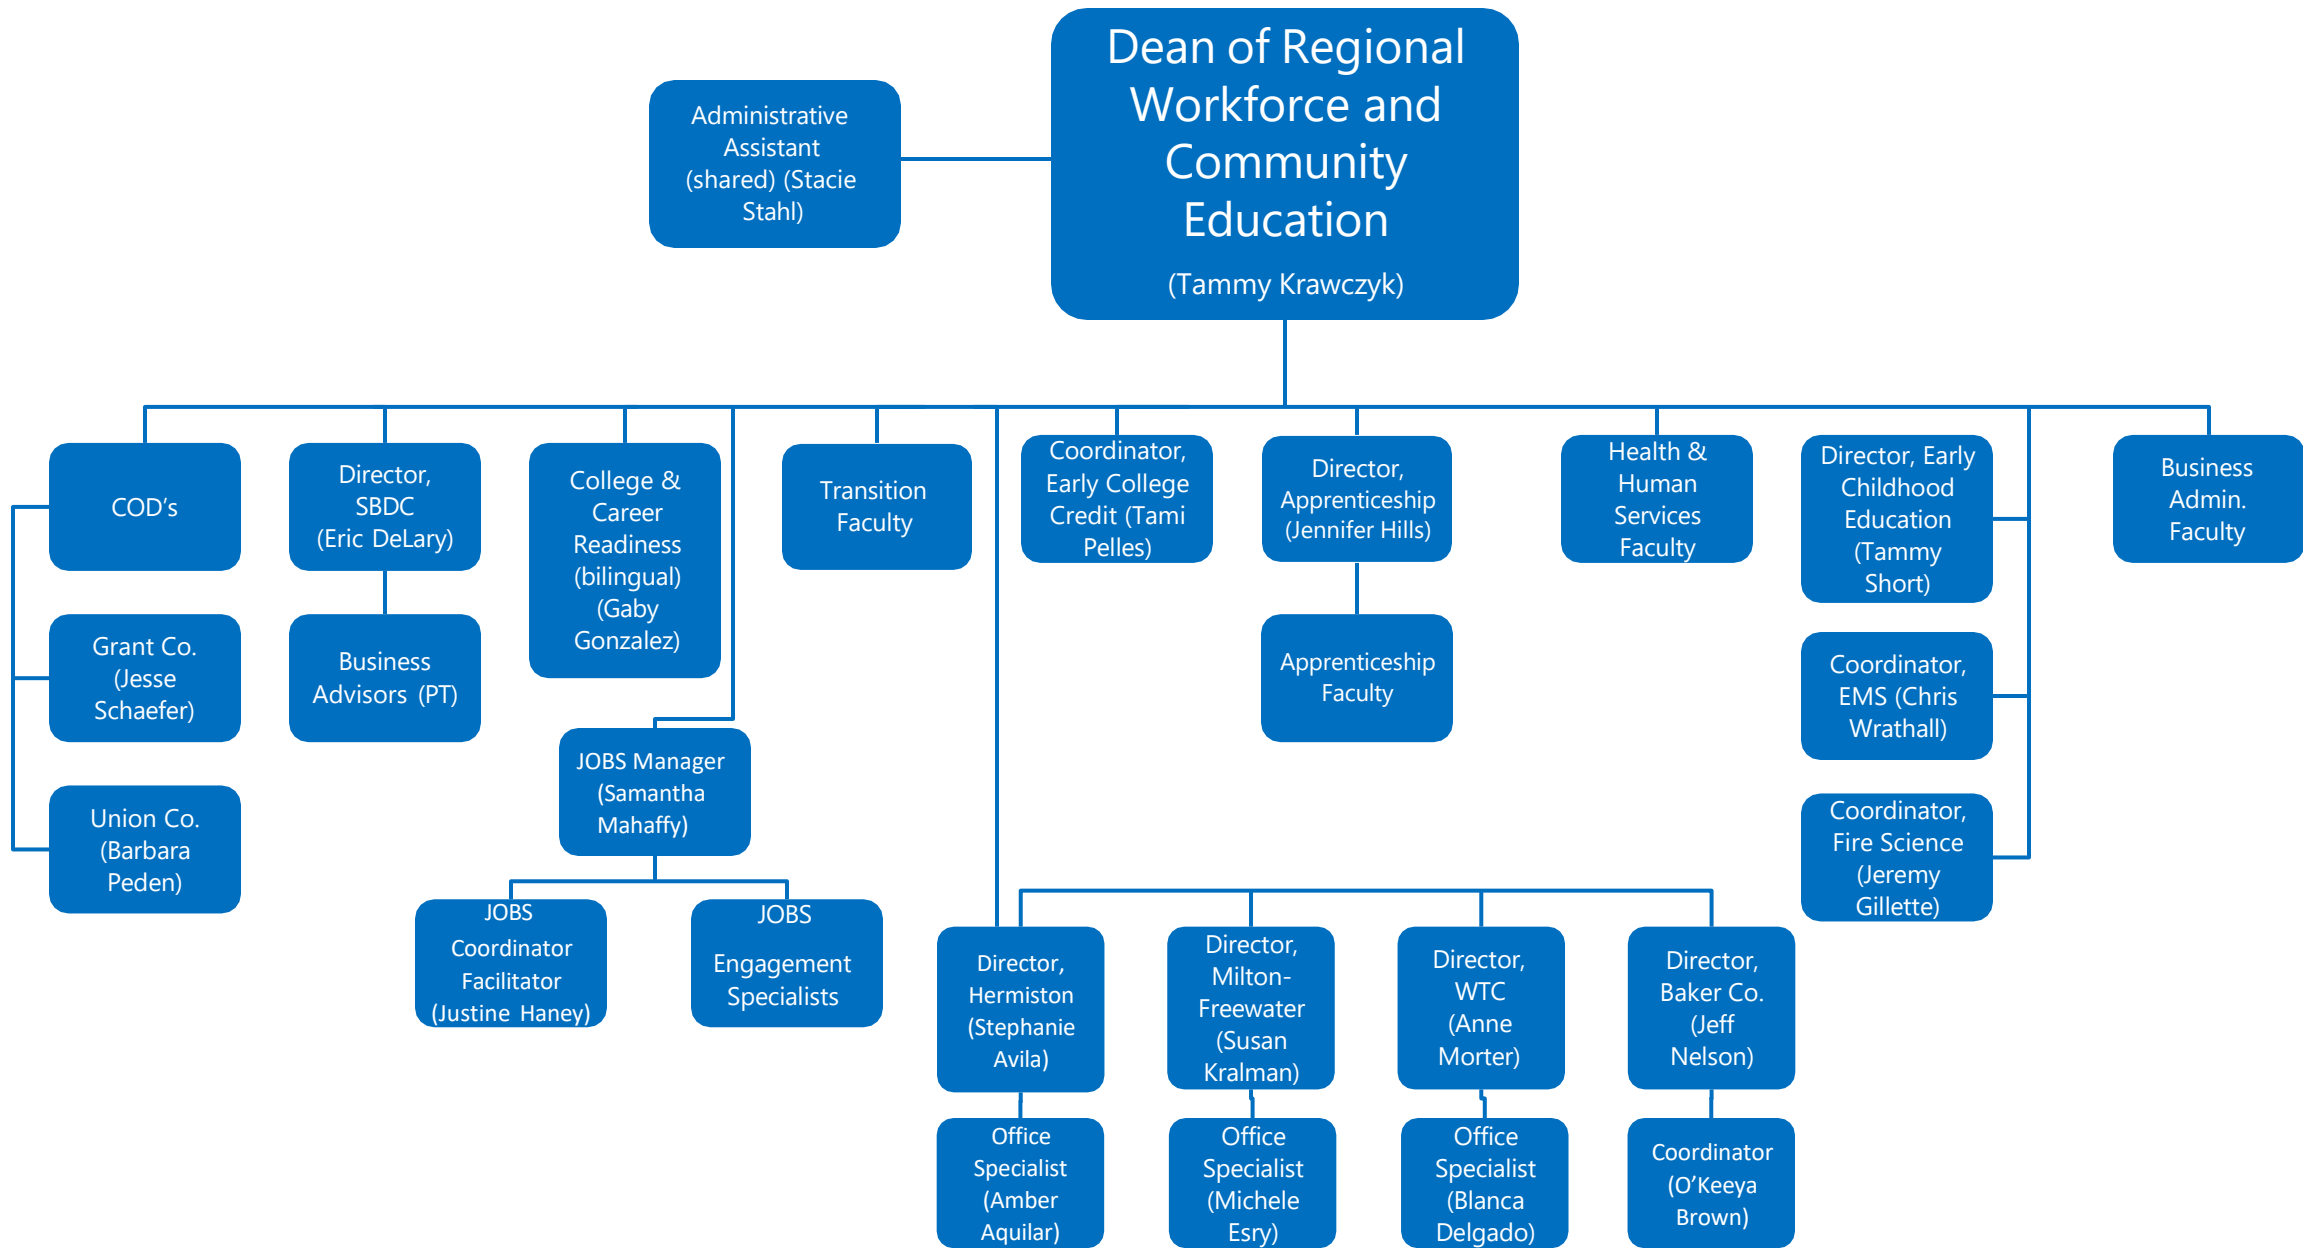 Dean of Regional
Workforce and
Community
Education
(Tammy Krawczyk)
Administrative
Assistant
(shared) (Stacie
Stahl)
COD's
Grant Co.
(Jesse
Schaefer)
Union Co.
(Barbara
Peden)
Director,
SBDC
(Eric DeLary)
Business
Advisors (PT)
College &
Career
Readiness
(bilingual)
(Gaby
Gonzalez)
JOBS Manager
(Samantha
Mahaffy)
JOBS
Coordinator
Facilitator
(Justine Haney)
JOBS
Engagement
Specialists
Transition
Faculty
Director,
Hermiston
(Stephanie
Avila)
Office
Specialist
(Amber
Aquilar)
Director,
Milton-
Freewater
(Susan
Kralman)
Office
Specialist
(Michele
Esry)
Director,
WTC
(Anne
Morter)
Office
Specialist
(Blanca
Delgado)
Director,
Baker Co.
(Jeff
Nelson)
Coordinator
(O’Keeya
Brown)
Coordinator,
Early College
Credit (Tami
Pelles)
Director,
Apprenticeship
(Jennifer Hills)
Apprenticeship
Faculty
Health &
Human
Services
Faculty
Director, Early
Childhood
Education
(Tammy
Short)
Coordinator,
EMS (Chris
Wrathall)
Coordinator,
Fire Science
(Jeremy
Gillette)
Business
Admin.
Faculty